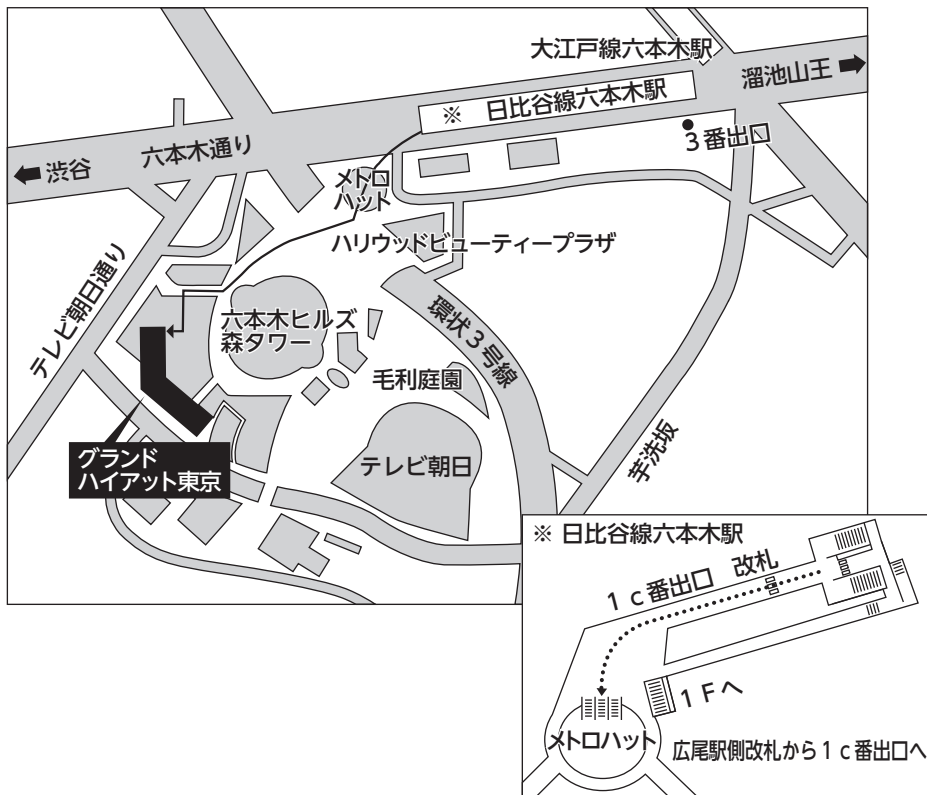 大江戸線六本木駅
溜池山王
※ 日比谷線六本木駅
3番出口
六本木通り
渋谷
メトロ
ハット
ハリウッドビューティープラザ
テレビ朝日通り
六本木ヒルズ
森タワー
環状3号線
毛利庭園
芋洗坂
テレビ朝日
グランド
ハイアット東京
※ 日比谷線六本木駅
1c番出口 改札
1Fへ
メトロハット
広尾駅側改札から1c番出口へ